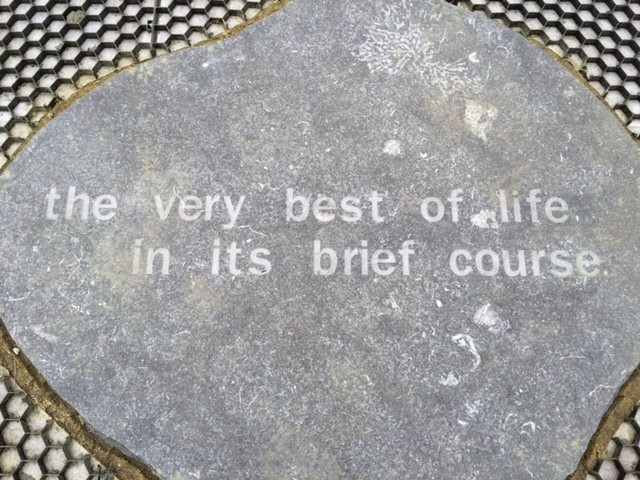 the very best of life
in its brief course.